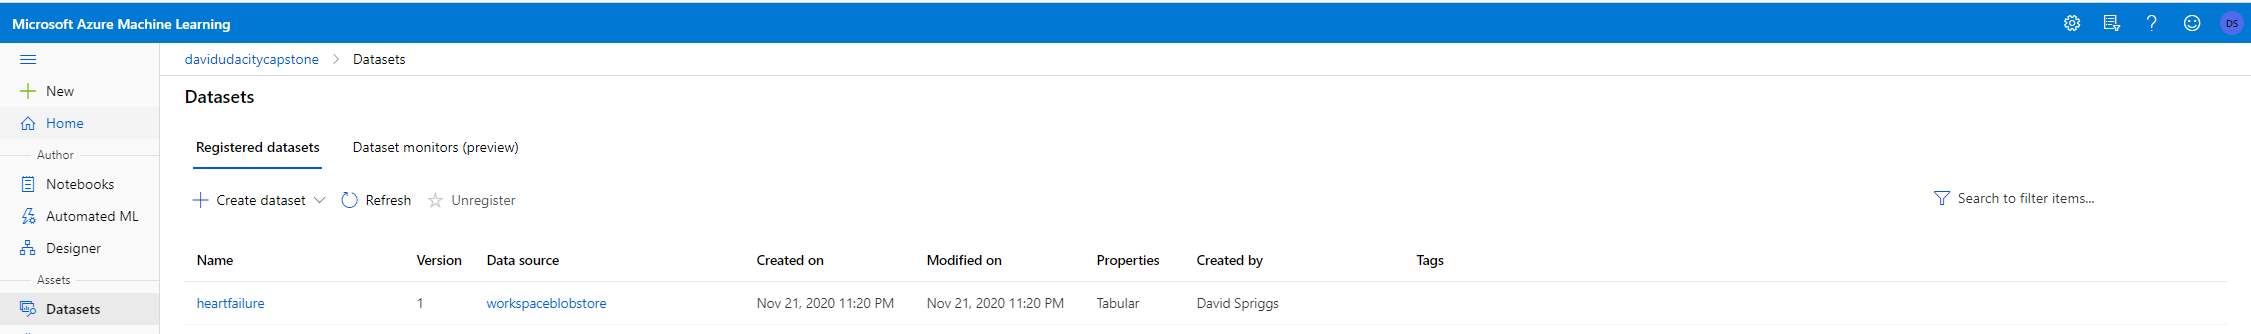 Microsoft Azure Machine Learning
DS
davidudacitycapstone > Datasets
New
Home
Author
Notebooks
Automated ML
Designer
Assets
Datasets
Datasets
Registered datasets Dataset monitors (preview)
Create dataset Refresh Unregister Search to filter items...
Name Version Data source Created on Modified on Properties Created by Tags
heartfailure 1 workspaceblobstore Nov 21, 2020 11:20 PM Nov 21, 2020 11:20 PM Tabular David Spriggs